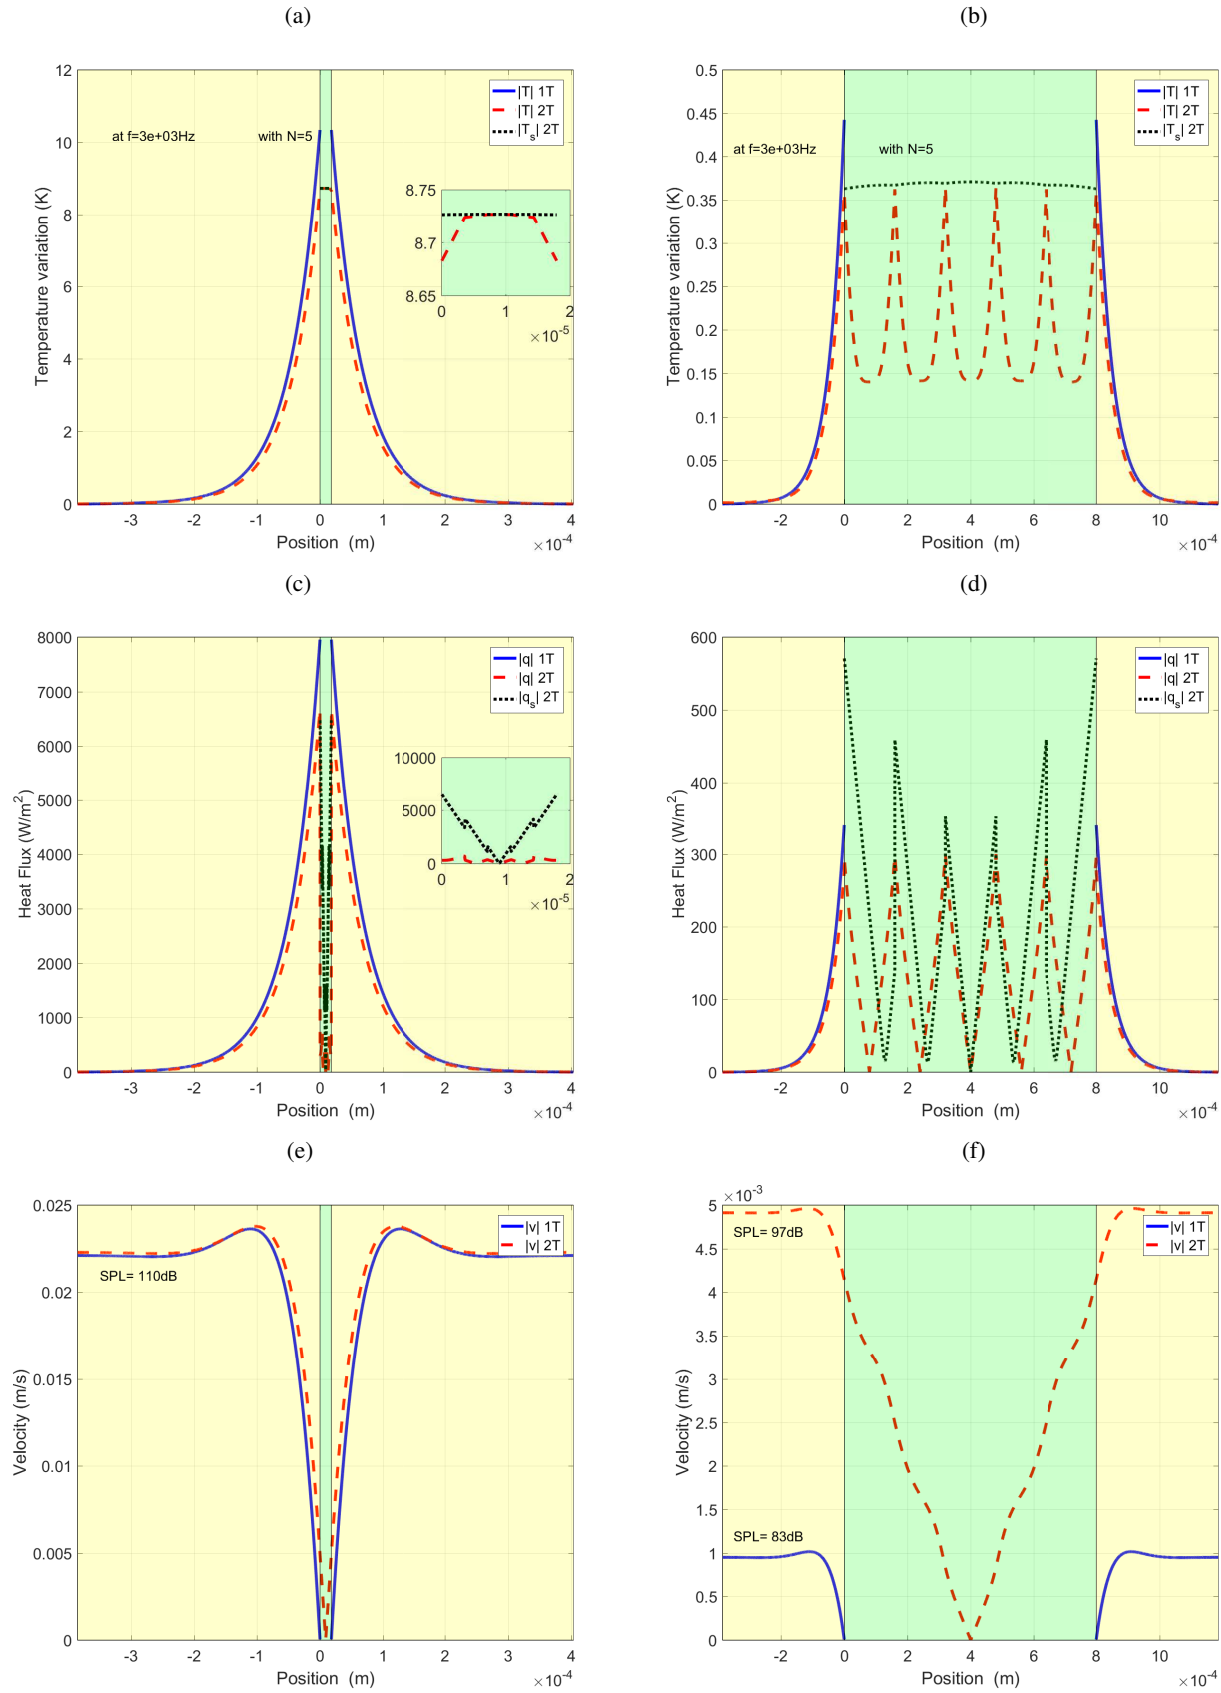 (a)
12
10
8
6
4
2
0
Temperature variation (K)
at f=3e+03Hz with N=5
|T| 1T
|T| 2T
|Ts| 2T
8.75
8.7
8.65
0 1 2
×10-5
-3 -2 -1 0 1 2 3 4
Position (m)
×10-4
(b)
0.5
0.45
0.4
0.35
0.3
0.25
0.2
0.15
0.1
0.05
0
Temperature variation (K)
at f=3e+03Hz with N=5
|T| 1T
|T| 2T
|Ts| 2T
-2 0 2 4 6 8 10
Position (m)
×10-4
(c)
8000
7000
6000
5000
4000
3000
2000
1000
0
Heat Flux (W/m2)
|q| 1T
|q| 2T
|qs| 2T
10000
5000
0
0 1 2
×10-5
-3 -2 -1 0 1 2 3 4
Position (m)
×10-4
(d)
600
500
400
300
200
100
0
Heat Flux (W/m2)
|q| 1T
|q| 2T
|qs| 2T
-2 0 2 4 6 8 10
Position (m)
×10-4
(e)
0.025
0.02
0.015
0.01
0.005
0
Velocity (m/s)
|v| 1T
|v| 2T
SPL= 110dB
-3 -2 -1 0 1 2 3 4
Position (m)
×10-4
(f)
×10-3
5
4.5
4
3.5
3
2.5
2
1.5
1
0.5
0
Velocity (m/s)
|v| 1T
|v| 2T
SPL= 97dB
SPL= 83dB
-2 0 2 4 6 8 10
Position (m)
×10-4